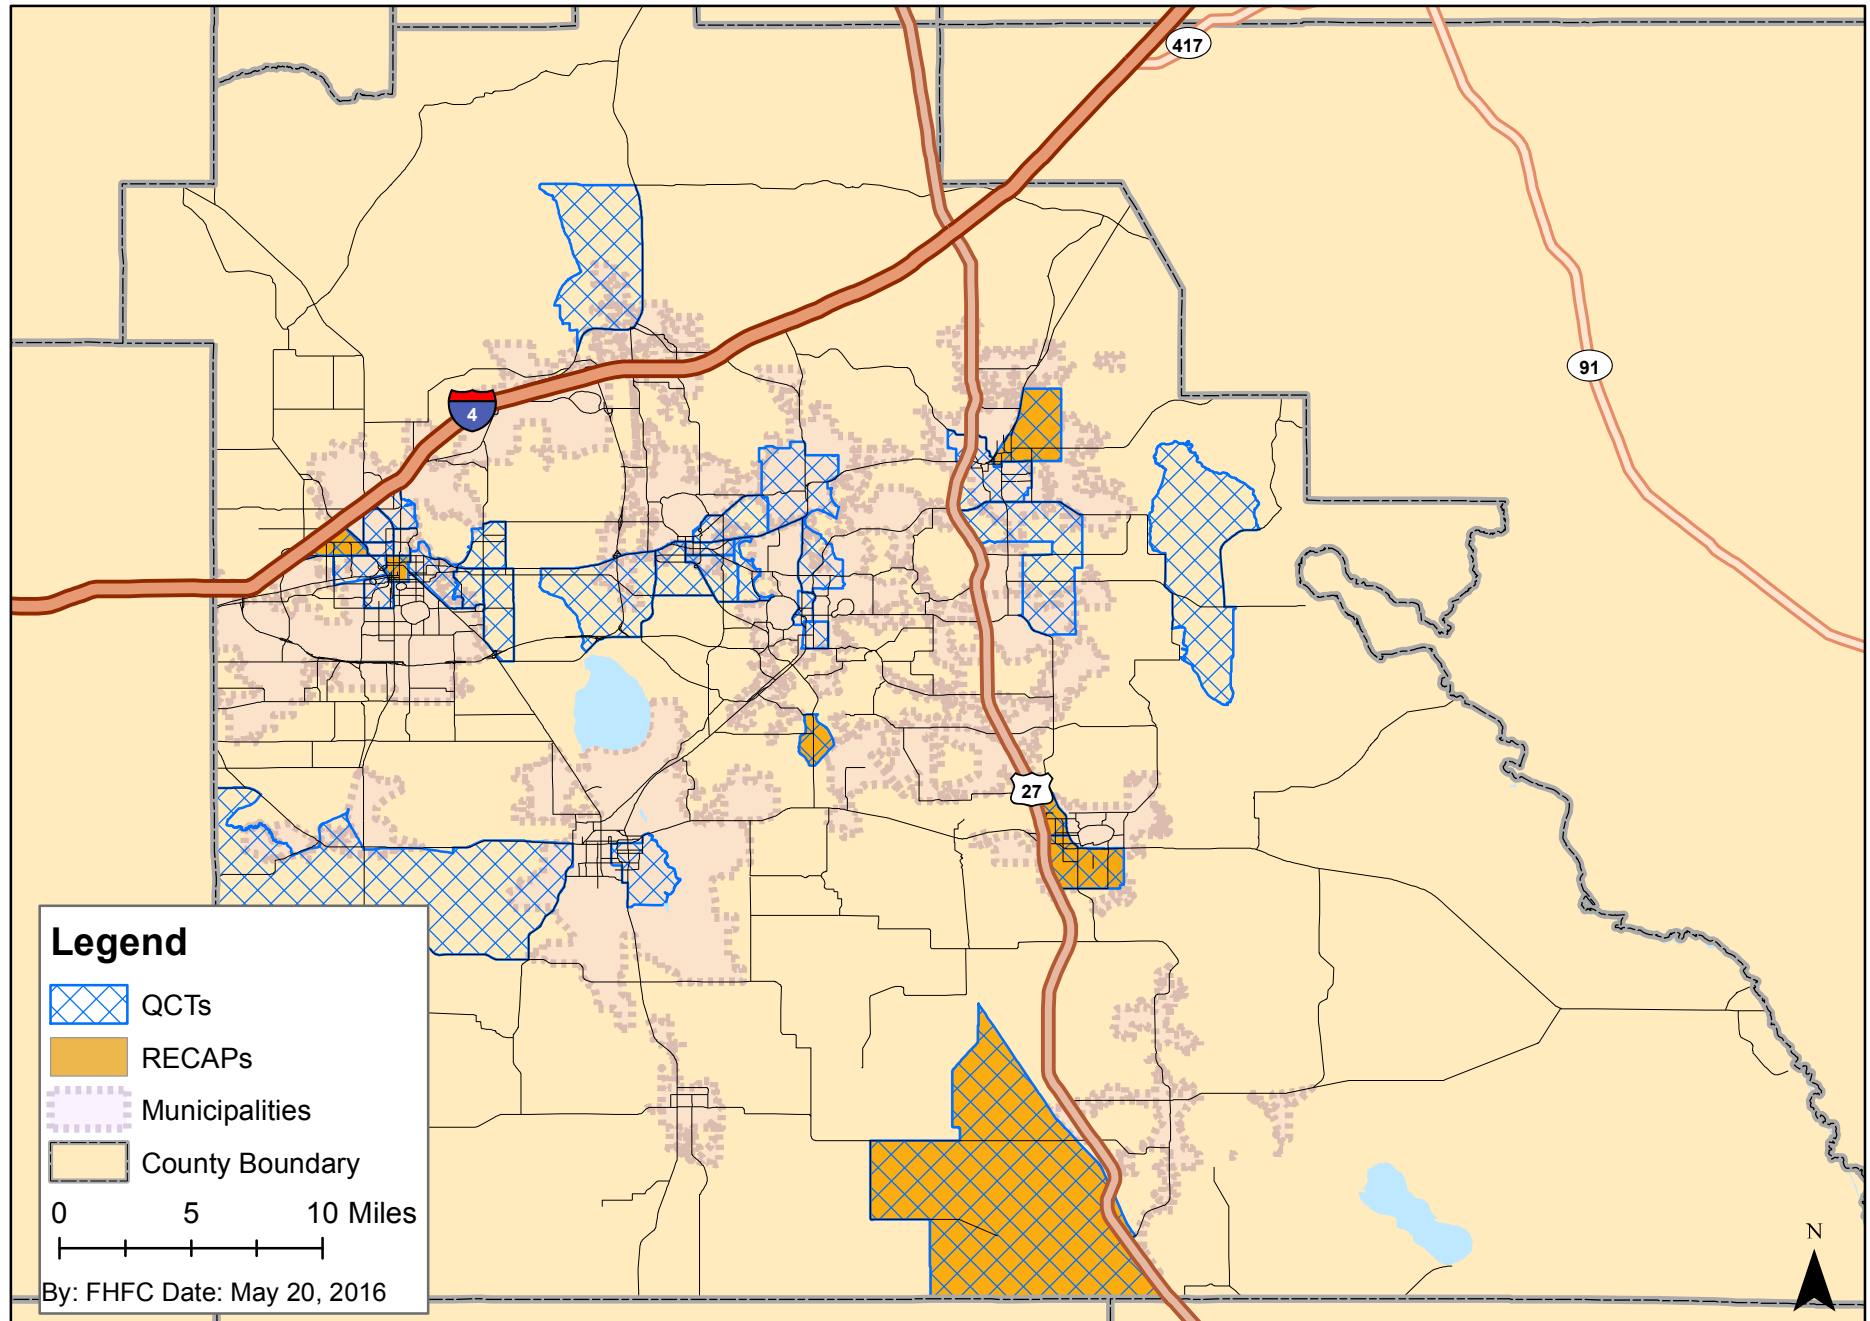 417
91
4
27
Legend
QCTs
RECAPs
Municipalities
County Boundary
0 5 10 Miles
By: FHFC Date: May 20, 2016
N